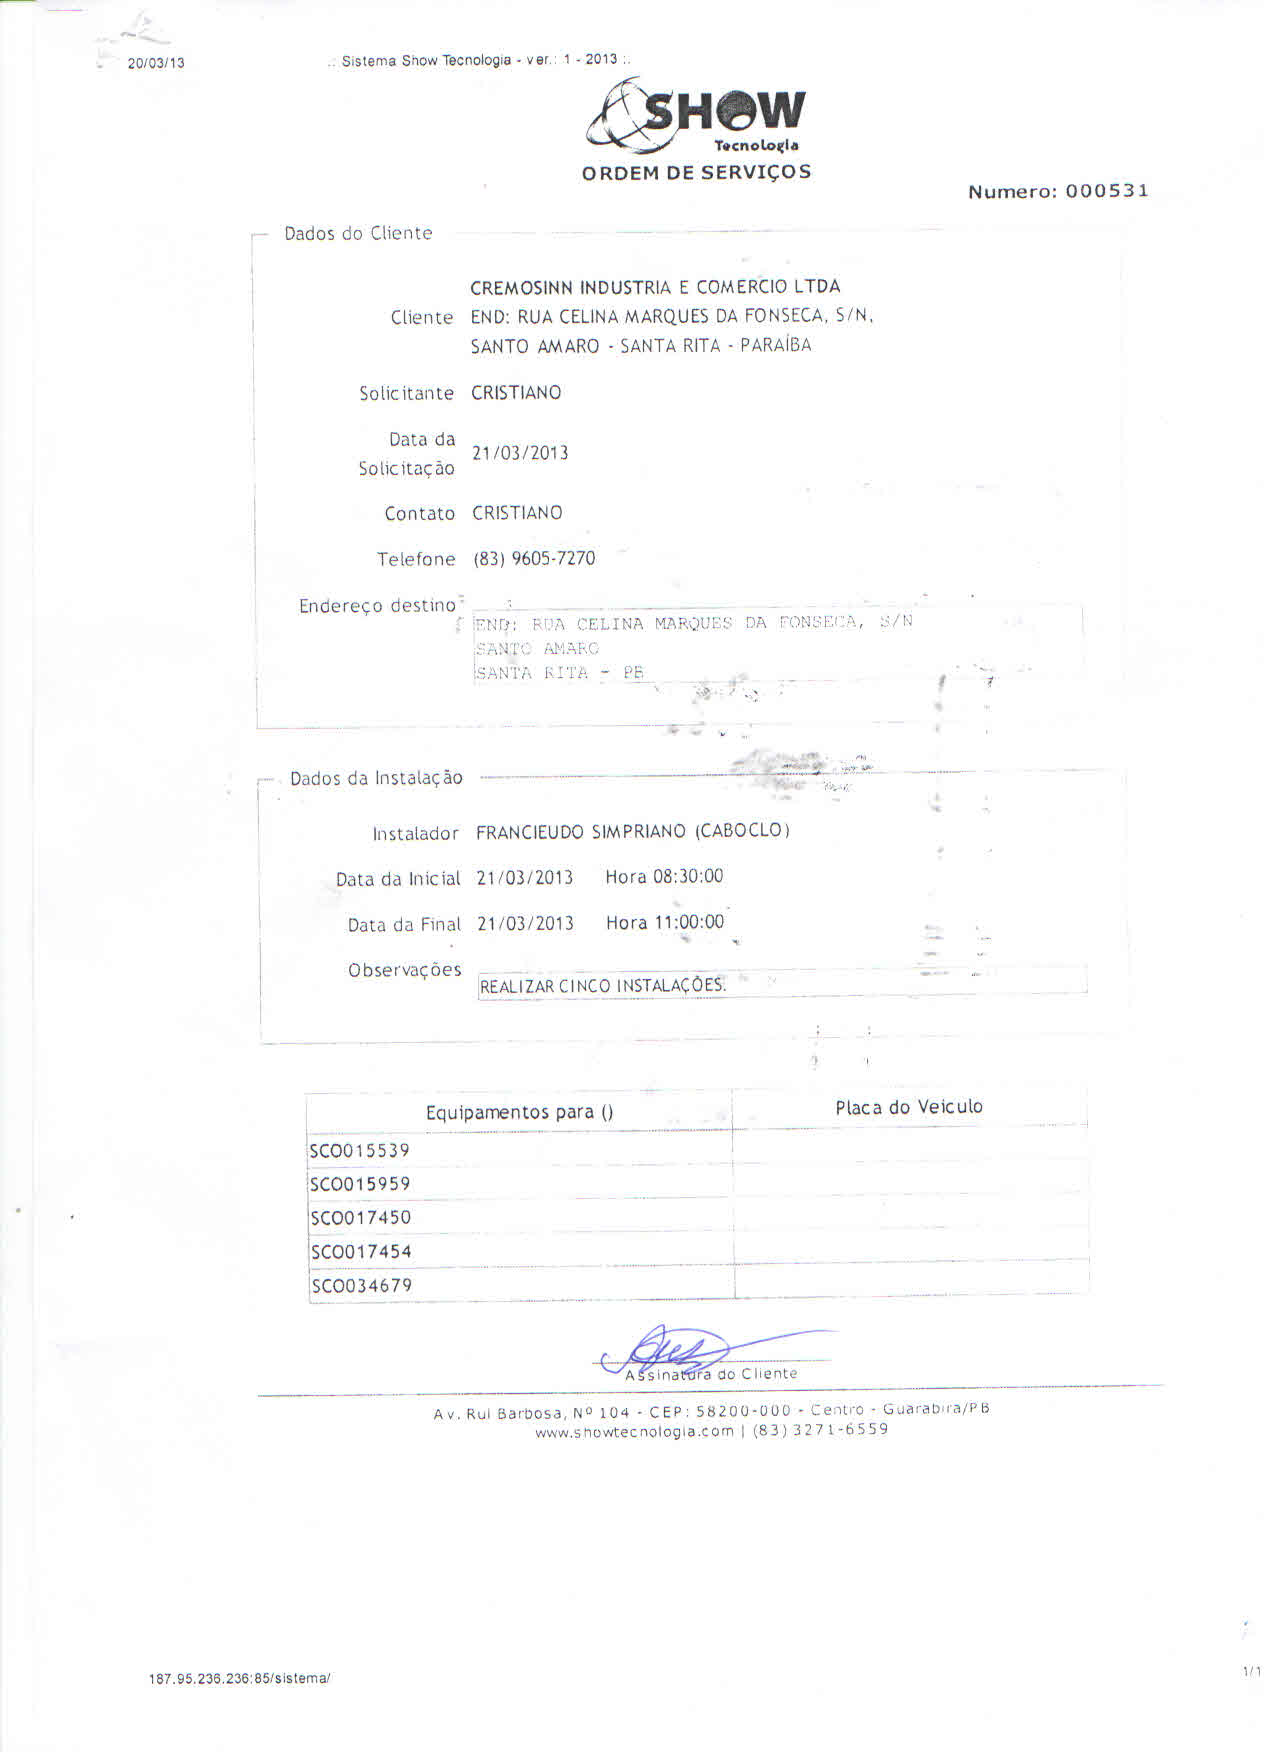 20/03/13
.: Sistema Show Tecnologia - ver.: 1 - 2013 :.
SHOW
Tecnologia
ORDEM DE SERVIÇOS
Numero: 000531
Dados do Cliente
CREMOSINN INDUSTRIA E COMERCIO LTDA
Cliente END: RUA CELINA MARQUES DA FONSECA, S/N,
SANTO AMARO - SANTA RITA - PARAÍBA
Solicitante CRISTIANO
Data da
Solicitação 21/03/2013
Contato CRISTIANO
Telefone (83) 9605-7270
Endereço destino
END: RUA CELINA MARQUES DA FONSECA, S/N
SANTO AMARO
SANTA RITA - PB
Dados da Instalação
Instalador FRANCIEUDO SIMPRIANO (CABOCLO)
Data da Inicial 21/03/2013 Hora 08:30:00
Data da Final 21/03/2013 Hora 11:00:00
Observações
REALIZAR CINCO INSTALAÇÕES.
Equipamentos para () Placa do Veiculo
SCO015539
SCO015959
SCO017450
SCO017454
SCO034679
Assinatura do Cliente
Av. Rui Barbosa, Nº 104 - CEP: 58200-000 - Centro - Guarabira/PB
www.showtecnologia.com | (83) 3271-6559
187.95.236.236:85/sistema/
1/1